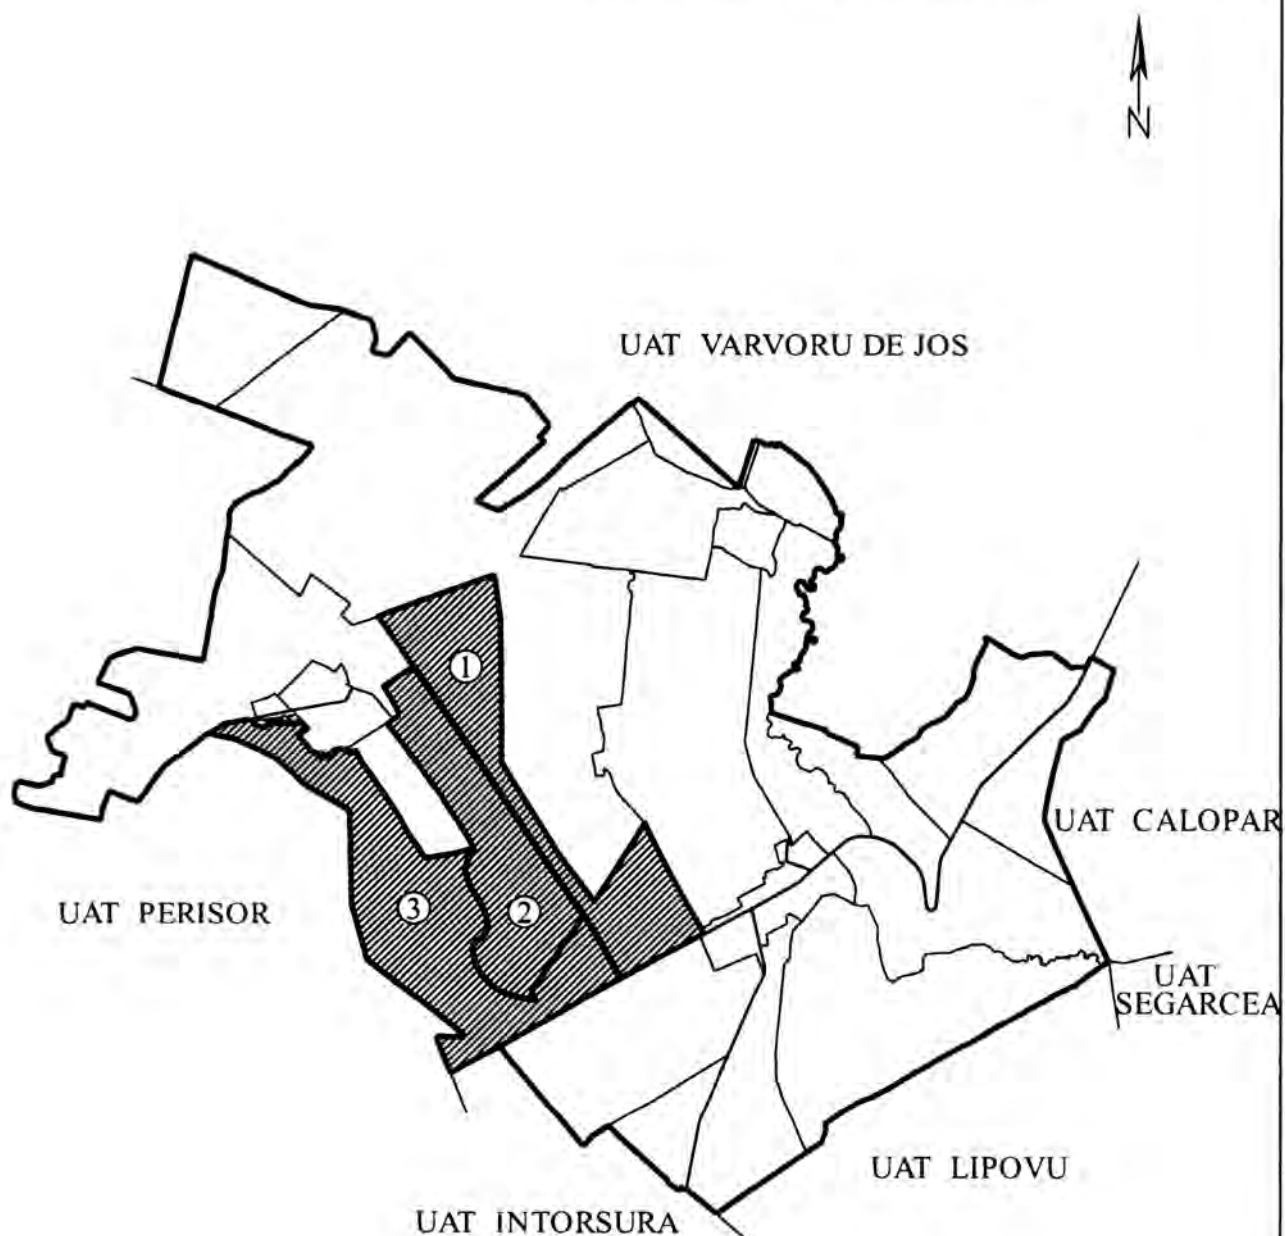 N
UAT VARVORU DE JOS
1
UAT CALOPAR
UAT PERISOR
3
2
UAT
SEGARCEA
UAT LIPOVU
UAT INTORSURA